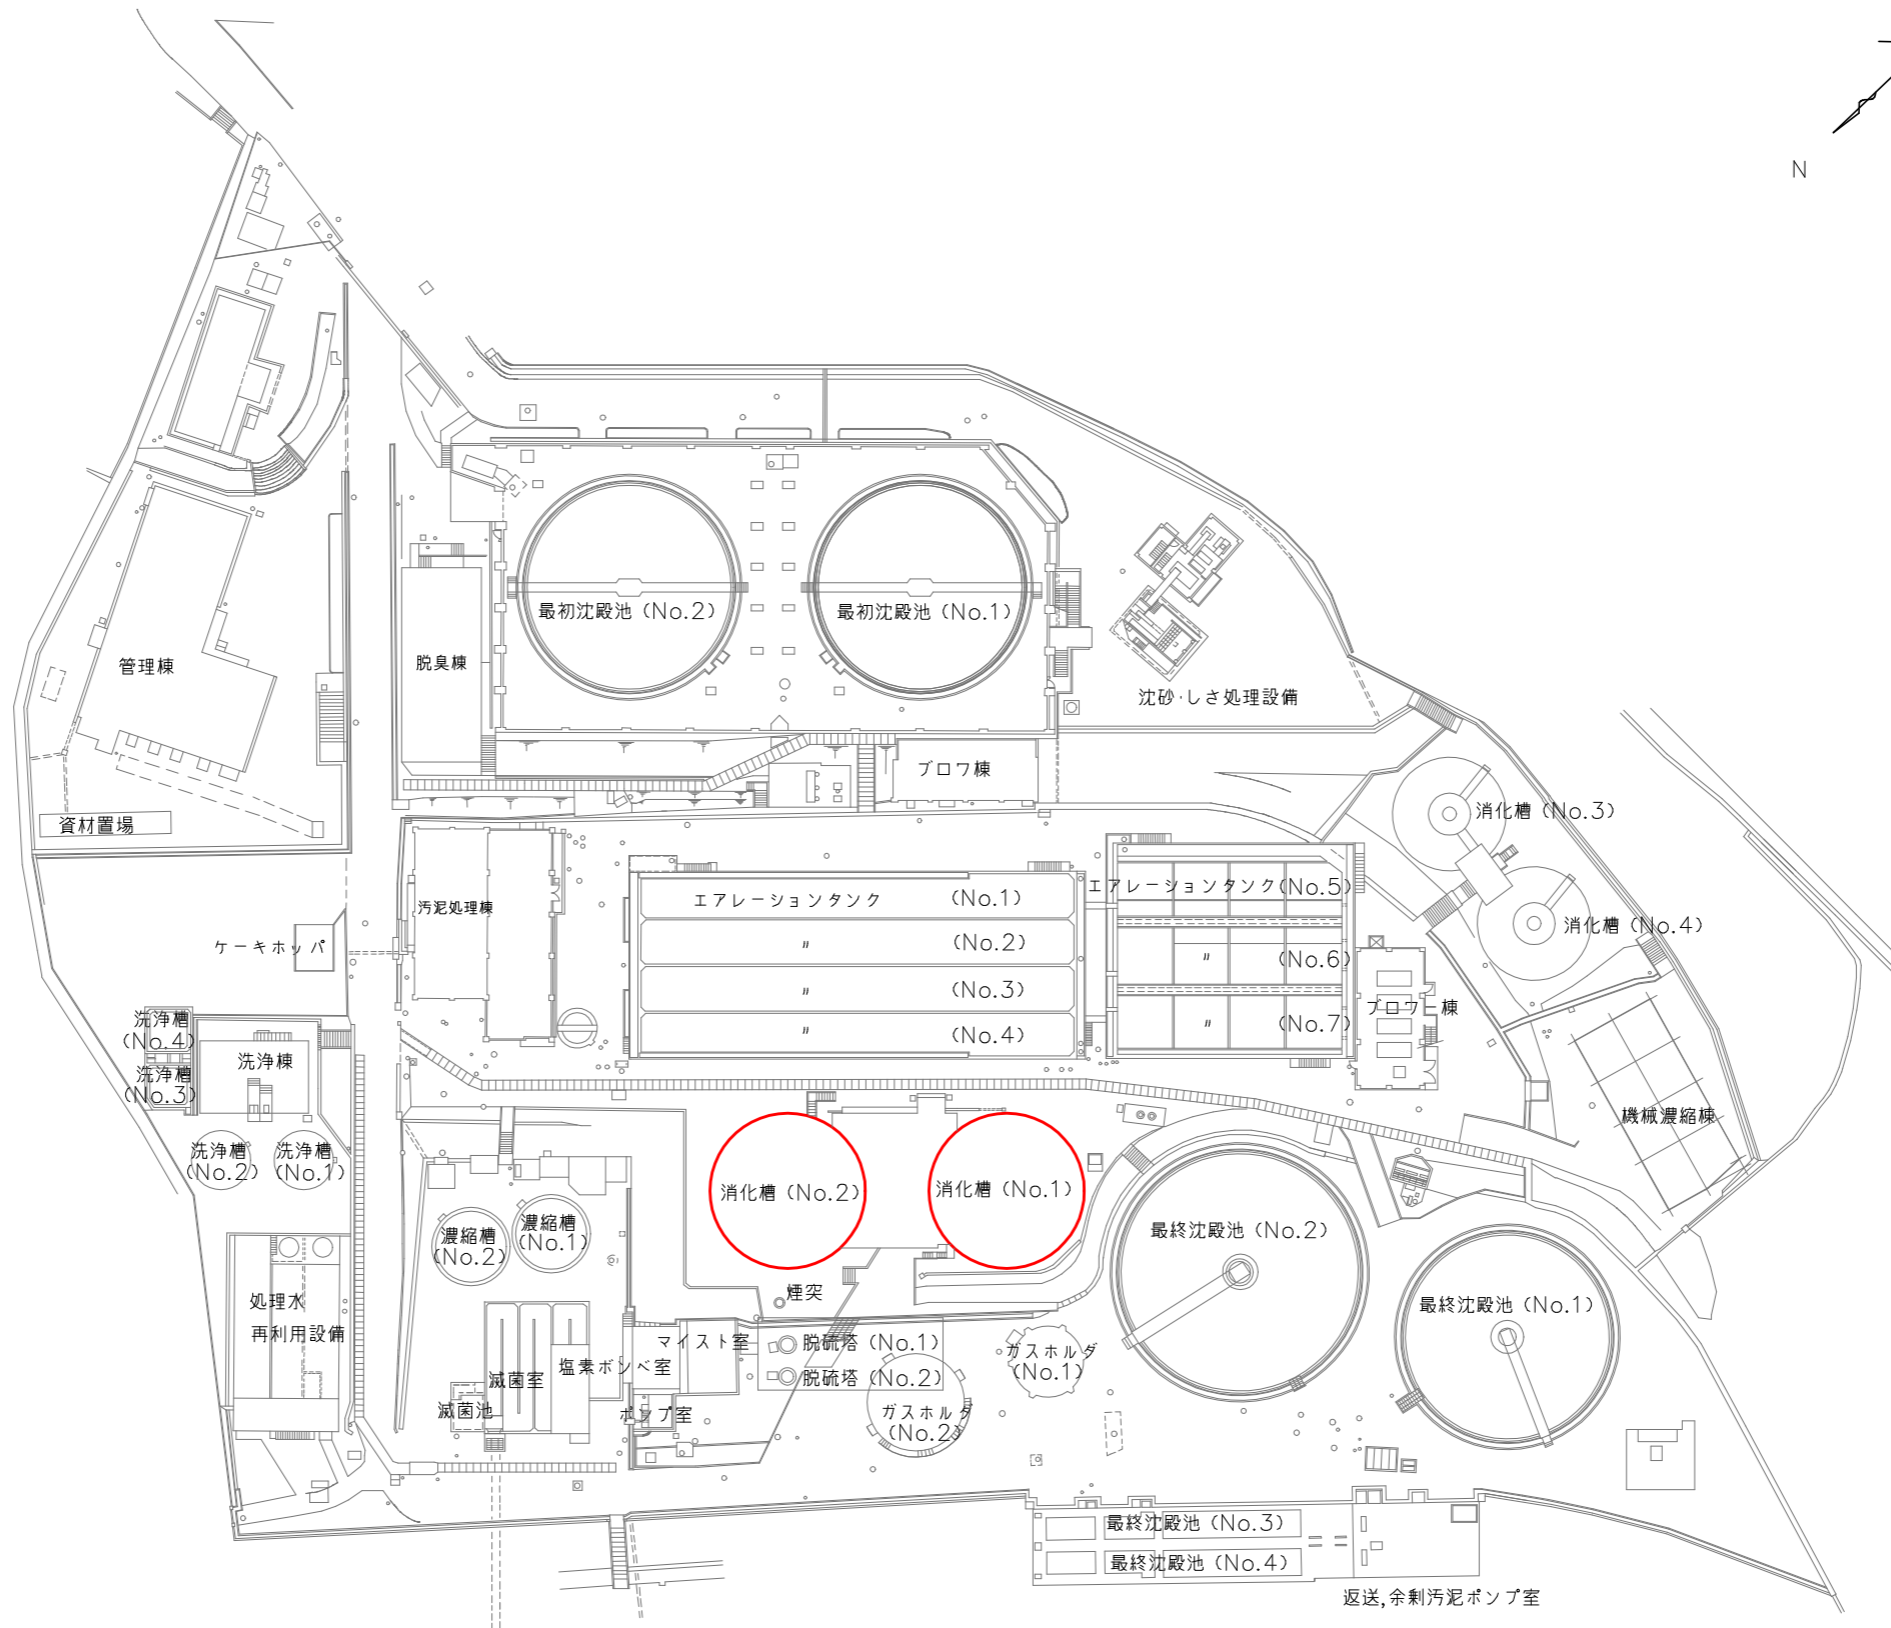 N
最初沈殿池 (No.2)
最初沈殿池 (No.1)
管理棟
脱臭棟
沈砂・しさ処理設備
ブロワ棟
資材置場
消化槽 (No.3)
エアレーションタンク (No.1)
エアレーションタンク(No.5)
汚泥処理棟
消化槽 (No.4)
ケーキホッパ
〃 (No.2)
〃 (No.6)
〃 (No.3)
ブロワー棟
洗浄槽
(No.4)
〃 (No.4)
〃 (No.7)
洗浄棟
洗浄槽
(No.3)
機械濃縮棟
洗浄槽
(No.2)
洗浄槽
(No.1)
消化槽 (No.2)
消化槽 (No.1)
濃縮槽
(No.2)
濃縮槽
(No.1)
最終沈殿池 (No.2)
煙突
処理水
再利用設備
最終沈殿池 (No.1)
マイスト室
脱硫塔 (No.1)
ガスホルダ
(No.1)
塩素ボンベ室
滅菌室
脱硫塔 (No.2)
滅菌池
ポンプ室
ガスホルダ
(No.2)
最終沈殿池 (No.3)
最終沈殿池 (No.4)
返送,余剰汚泥ポンプ室